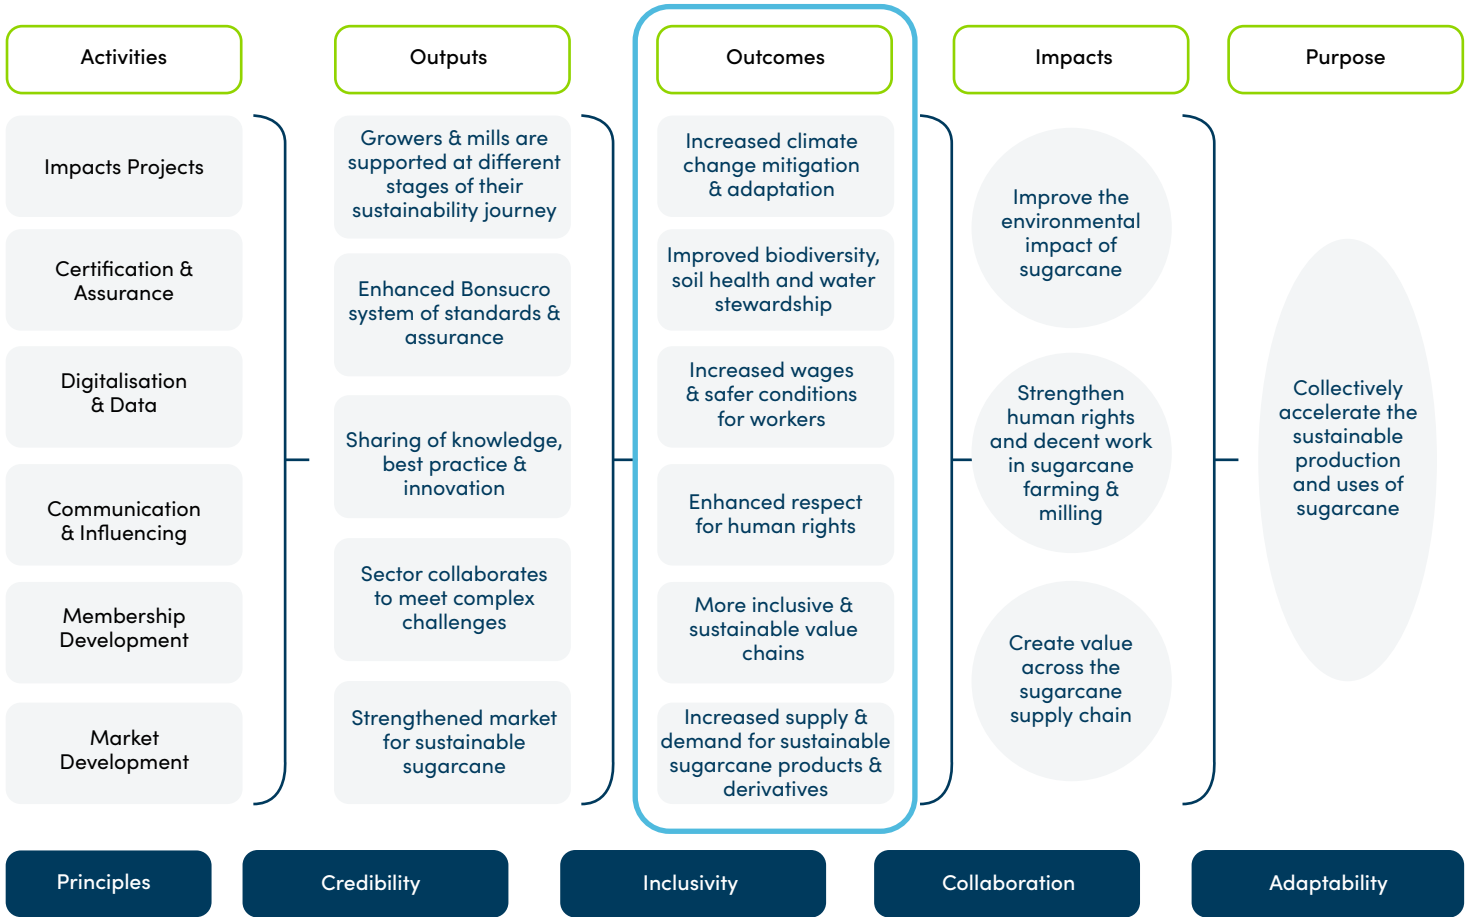 Activities
Impacts Projects
Certification &
Assurance
Digitalisation
& Data
Communication
& Influencing
Membership
Development
Market
Development
Outputs
Growers & mills are
supported at different
stages of their
sustainability journey
Enhanced Bonsucro
system of standards &
assurance
Sharing of knowledge,
best practice &
innovation
Sector collaborates
to meet complex
challenges
Strengthened market
for sustainable
sugarcane
Outcomes
Increased climate
change mitigation
& adaptation
Improved biodiversity,
soil health and water
stewardship
Increased wages
& safer conditions
for workers
Enhanced respect
for human rights
More inclusive &
sustainable value
chains
Increased supply &
demand for sustainable
sugarcane products &
derivatives
Impacts
Improve the
environmental
impact of
sugarcane
Strengthen
human rights
and decent work
in sugarcane
farming &
milling
Create value
across the
sugarcane
supply chain
Purpose
Collectively
accelerate the
sustainable
production
and uses of
sugarcane
Principles
Credibility
Inclusivity
Collaboration
Adaptability